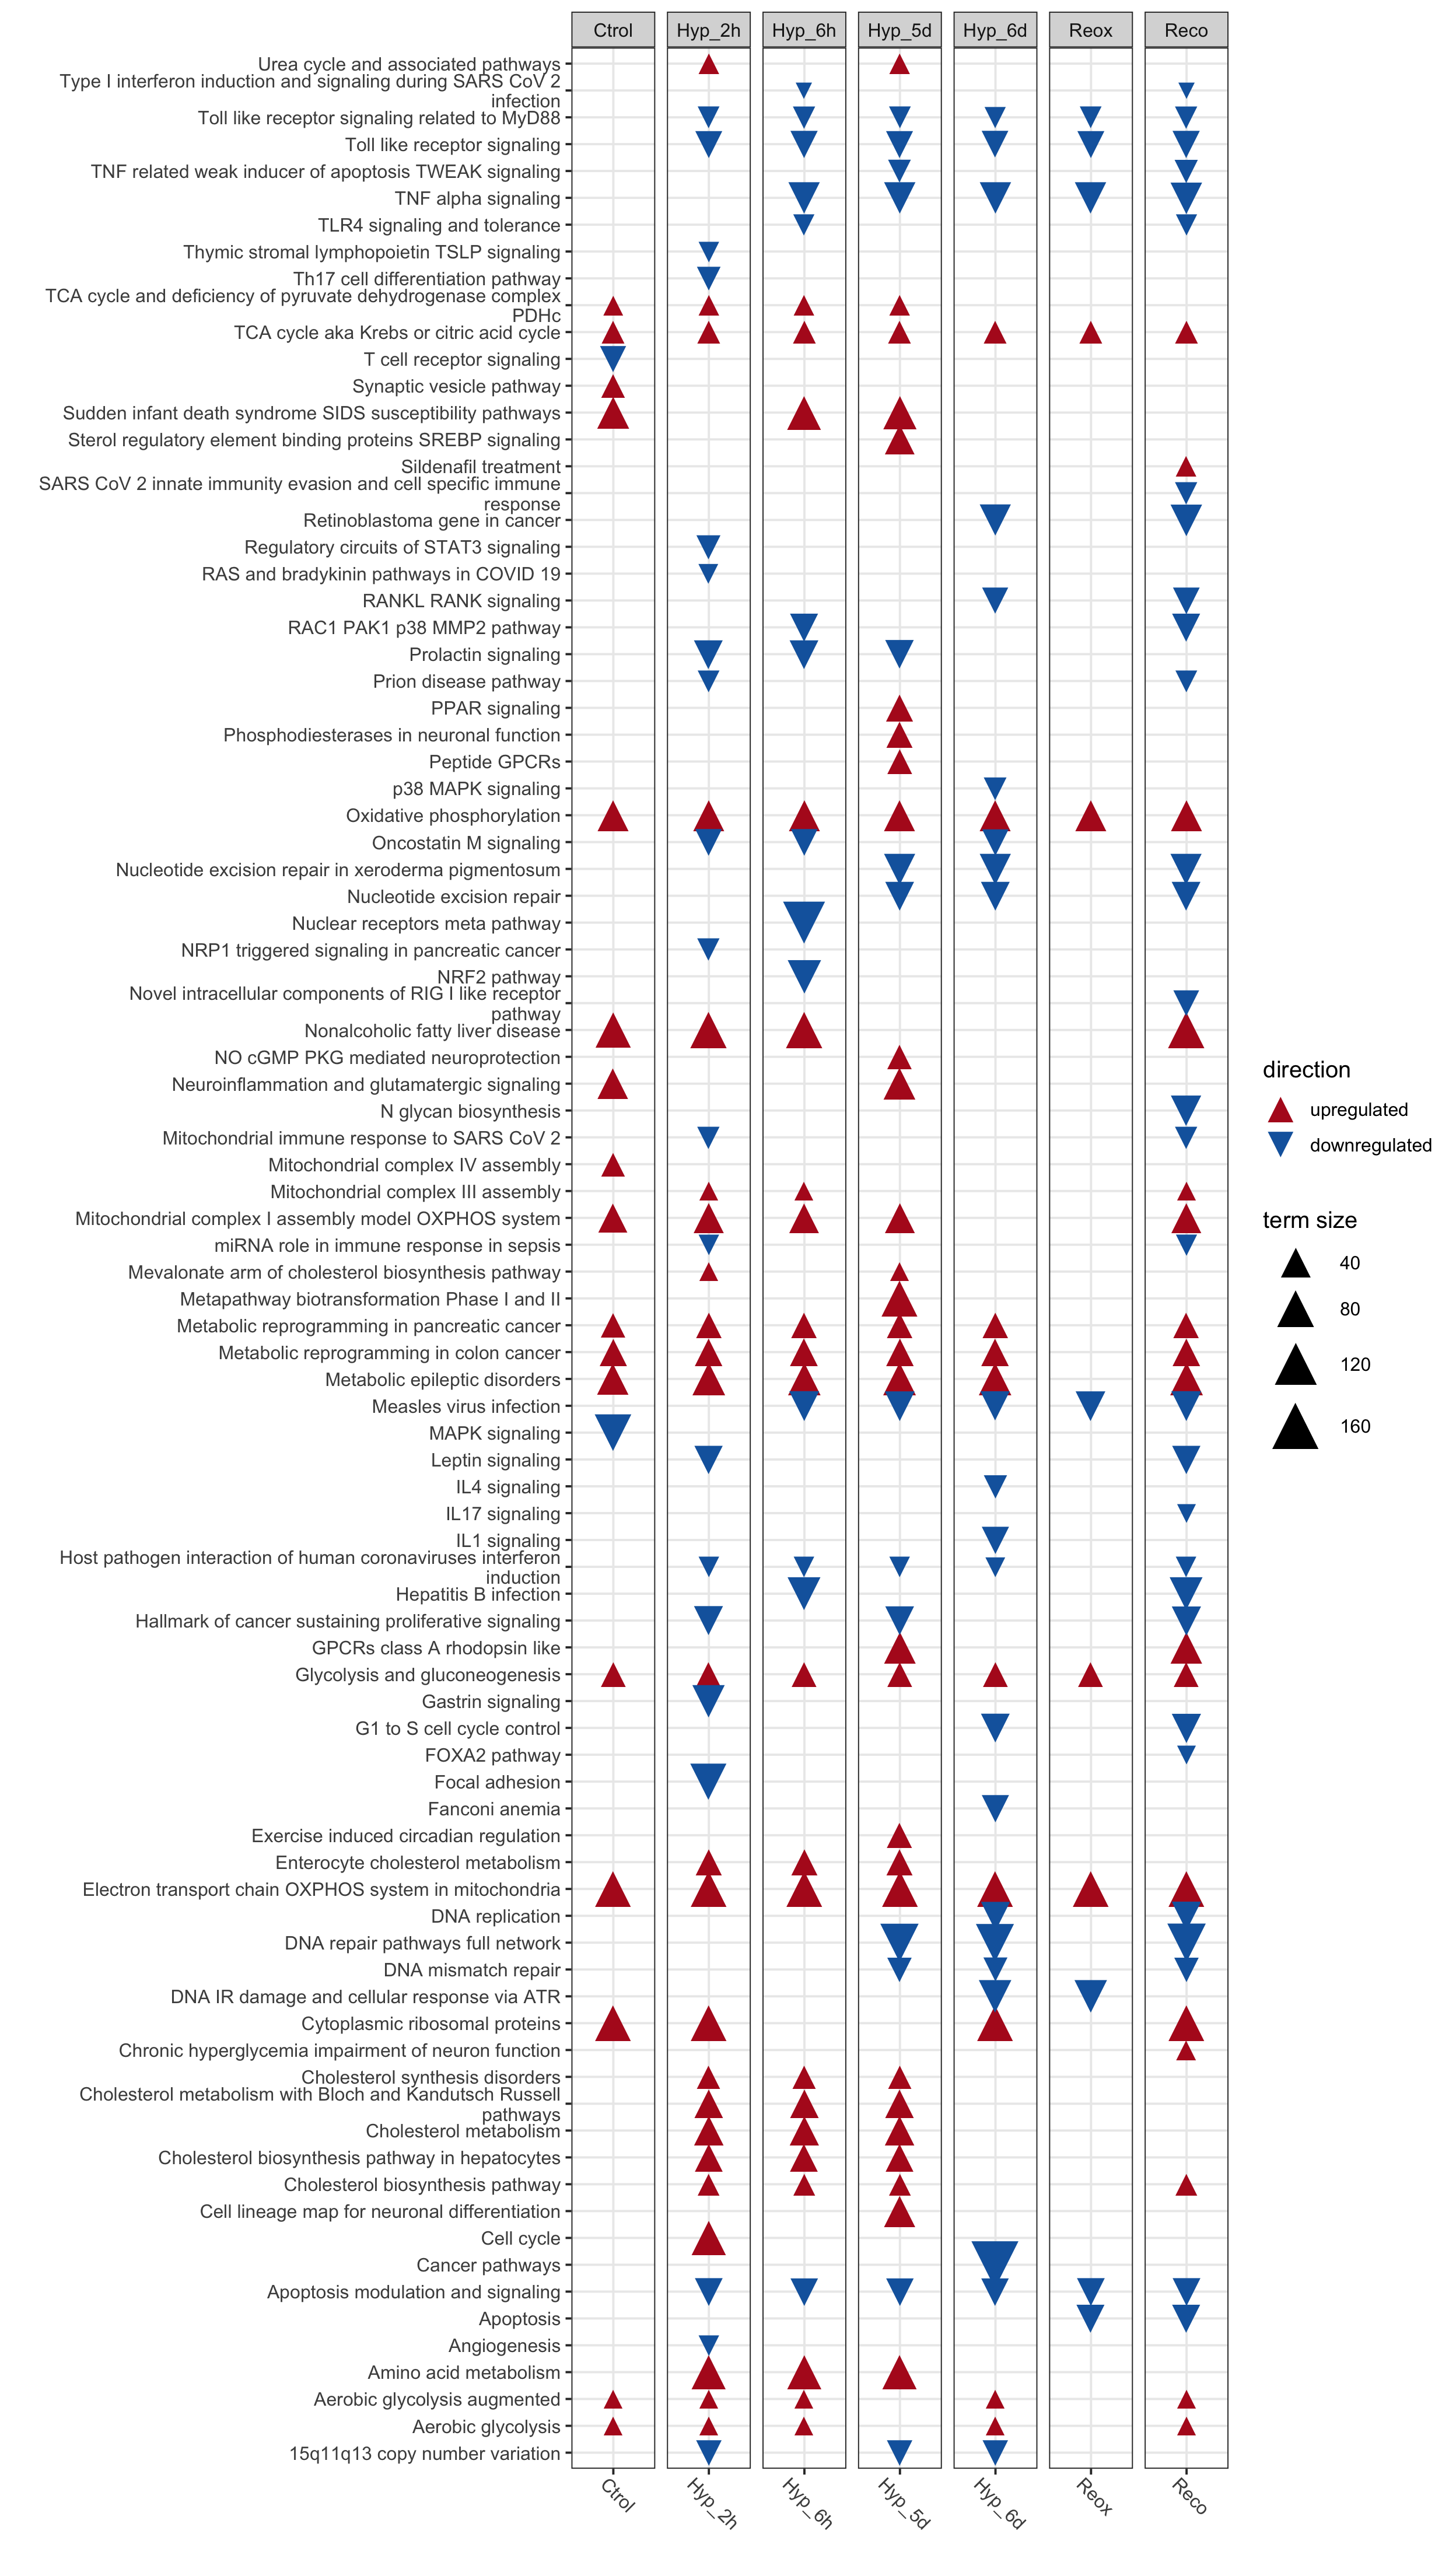 Ctrol Hyp_2h Hyp_6h Hyp_5d Hyp_6d Reox Reco
Urea cycle and associated pathways
Type I interferon induction and signaling during SARS CoV 2
infection
Toll like receptor signaling related to MyD88
Toll like receptor signaling
TNF related weak inducer of apoptosis TWEAK signaling
TNF alpha signaling
TLR4 signaling and tolerance
Thymic stromal lymphopoietin TSLP signaling
Th17 cell differentiation pathway
TCA cycle and deficiency of pyruvate dehydrogenase complex
PDHc
TCA cycle aka Krebs or citric acid cycle
T cell receptor signaling
Synaptic vesicle pathway
Sudden infant death syndrome SIDS susceptibility pathways
Sterol regulatory element binding proteins SREBP signaling
Sildenafil treatment
SARS CoV 2 innate immunity evasion and cell specific immune
response
Retinoblastoma gene in cancer
Regulatory circuits of STAT3 signaling
RAS and bradykinin pathways in COVID 19
RANKL RANK signaling
RAC1 PAK1 p38 MMP2 pathway
Prolactin signaling
Prion disease pathway
PPAR signaling
Phosphodiesterases in neuronal function
Peptide GPCRs
p38 MAPK signaling
Oxidative phosphorylation
Oncostatin M signaling
Nucleotide excision repair in xeroderma pigmentosum
Nucleotide excision repair
Nuclear receptors meta pathway
NRP1 triggered signaling in pancreatic cancer
NRF2 pathway
Novel intracellular components of RIG I like receptor
pathway
Nonalcoholic fatty liver disease
NO cGMP PKG mediated neuroprotection
Neuroinflammation and glutamatergic signaling
N glycan biosynthesis
Mitochondrial immune response to SARS CoV 2
Mitochondrial complex IV assembly
Mitochondrial complex III assembly
Mitochondrial complex I assembly model OXPHOS system
miRNA role in immune response in sepsis
Mevalonate arm of cholesterol biosynthesis pathway
Metapathway biotransformation Phase I and II
Metabolic reprogramming in pancreatic cancer
Metabolic reprogramming in colon cancer
Metabolic epileptic disorders
Measles virus infection
MAPK signaling
Leptin signaling
IL4 signaling
IL17 signaling
IL1 signaling
Host pathogen interaction of human coronaviruses interferon
induction
Hepatitis B infection
Hallmark of cancer sustaining proliferative signaling
GPCRs class A rhodopsin like
Glycolysis and gluconeogenesis
Gastrin signaling
G1 to S cell cycle control
FOXA2 pathway
Focal adhesion
Fanconi anemia
Exercise induced circadian regulation
Enterocyte cholesterol metabolism
Electron transport chain OXPHOS system in mitochondria
DNA replication
DNA repair pathways full network
DNA mismatch repair
DNA IR damage and cellular response via ATR
Cytoplasmic ribosomal proteins
Chronic hyperglycemia impairment of neuron function
Cholesterol synthesis disorders
Cholesterol metabolism with Bloch and Kandutsch Russell
pathways
Cholesterol metabolism
Cholesterol biosynthesis pathway in hepatocytes
Cholesterol biosynthesis pathway
Cell lineage map for neuronal differentiation
Cell cycle
Cancer pathways
Apoptosis modulation and signaling
Apoptosis
Angiogenesis
Amino acid metabolism
Aerobic glycolysis augmented
Aerobic glycolysis
15q11q13 copy number variation
Ctrol Hyp_2h Hyp_6h Hyp_5d Hyp_6d Reox Reco
direction
upregulated
downregulated
term size
40
80
120
160